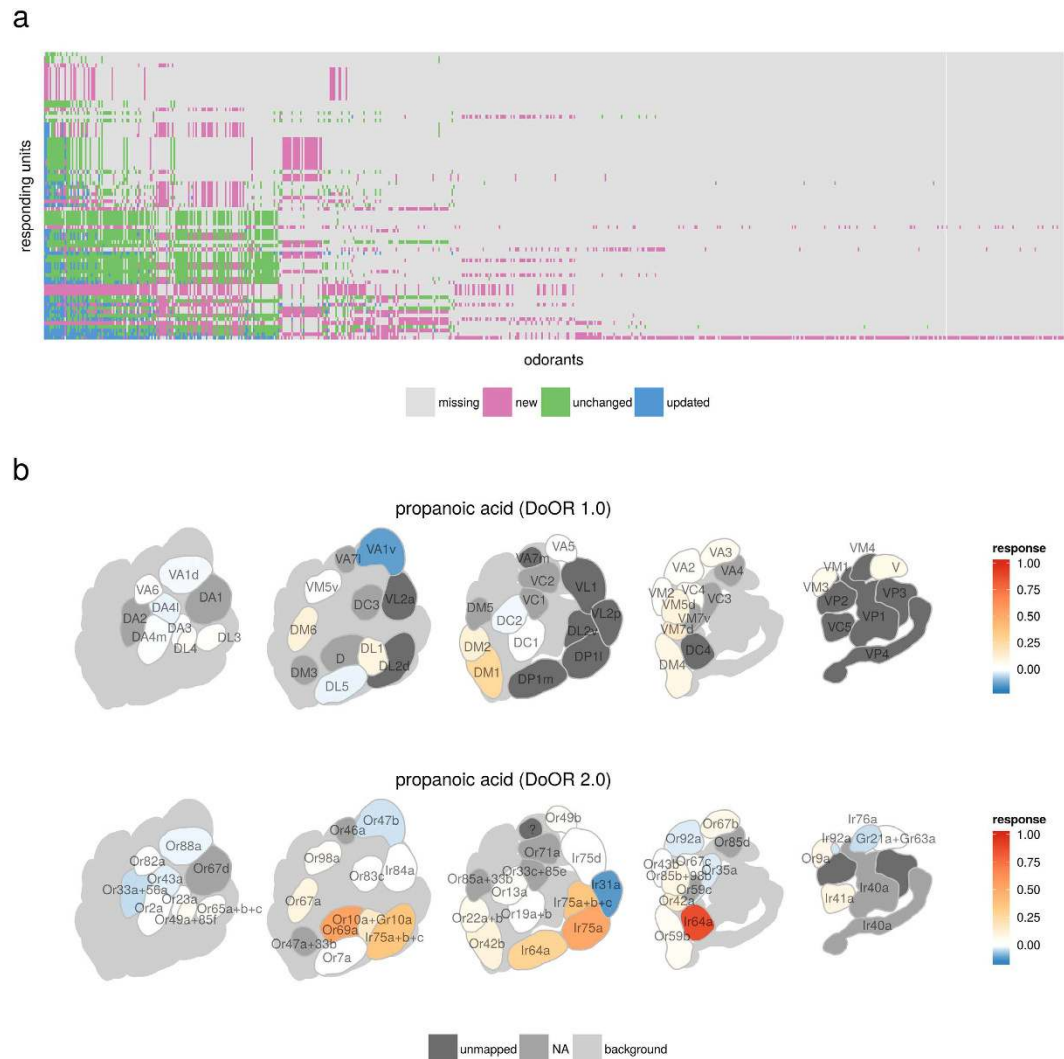 a
responding units
odorants
missing new unchanged updated
b
propanoic acid (DoOR 1.0)
VA6 VA1d DA1 DA4l DA2 DA3 DA4m DL4 DL3
VA7l VA1v VM5v DC3 VL2a DM6 D DL1 DM3 DL2d DL5
VA5 VA7m VC2 VL1 DM5 VC1 VL2p DC2 DM2 DC1 DL2v DM1 DP1l DP1m
VA3 VA2 VA4 VM2 VC4 VC3 VM5d VM7v VM7d DM4 DC4
VM4 VM1 V VM3 VP2 VP3 VP1 VC5 VP4
response
1.00
0.75
0.50
0.25
0.00
propanoic acid (DoOR 2.0)
Or82a Or88a Or67d Or43a Or33a+56a Or23a Or2a Or65a+b+c Or49a+85f
Or46a Or47b Or98a Or83c Ir84a Or67a Or10a+Gr10a Or69a Ir75a+b+c Or47a+33b Or7a
Or49b ? Or71a Ir75d Or33c+85e Or85a+33b Or13a Ir31a Ir75a+b+c Or22a+b Or19a+b Ir75a Or42b Ir64a
Or67b Or92a Or85d Or43b Or67c Or35a Or85b+98b Or59c Or42a Ir64a Or59b
Ir76a Ir92a Gr21a+Gr63a Or9a Ir40a Ir41a Ir40a
response
1.00
0.75
0.50
0.25
0.00
unmapped NA background